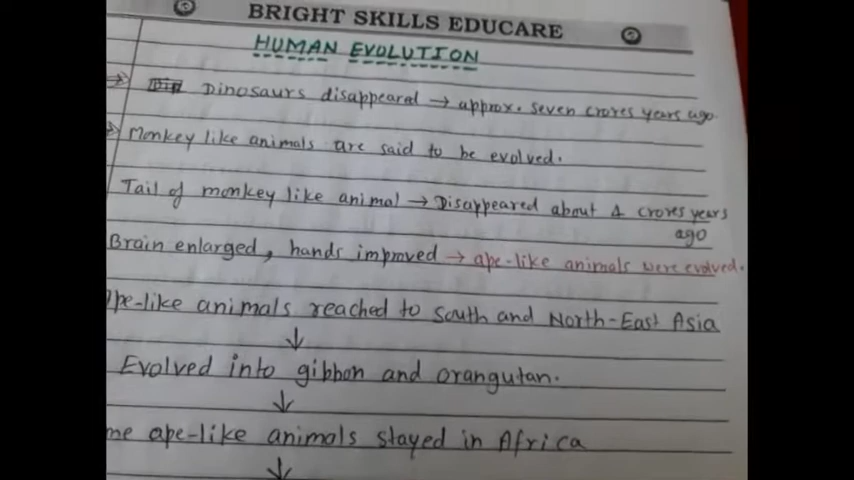 BRIGHT SKILLS EDUCARE
HUMAN EVOLUTION
⇒ Dinosaurs disappeared → approx. seven crores years ago
⇒ Monkey like animals are said to be evolved.
Tail of monkey like animal → Disappeared about 4 crores years
ago
Brain enlarged, hands improved → ape-like animals were evolved.
Ape-like animals reached to south and North-East Asia
↓
Evolved into gibbon and orangutan.
↓
me ape-like animals stayed in Africa
↓